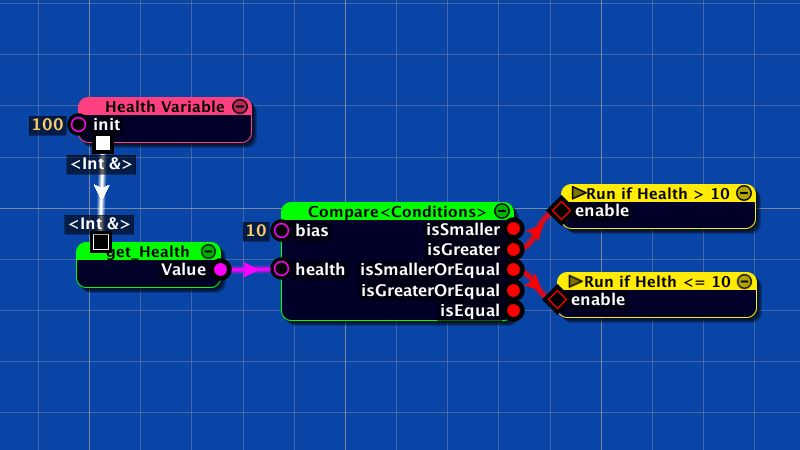 Health Variable
100 init
<Int &>
<Int &>
get_Health
Value
Compare<Conditions>
10 bias
health
isSmaller
isGreater
isSmallerOrEqual
isGreaterOrEqual
isEqual
Run if Health > 10
enable
Run if Helth <= 10
enable